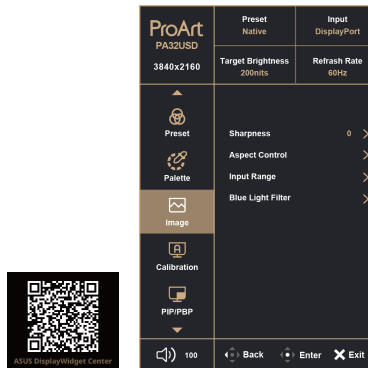 ProArt
PA32USD
3840x2160
Preset
Native
Input
DisplayPort
Target Brightness
200nits
Refrash Rate
60Hz
Preset
Palette
Image
Calibration
PIP/PBP
Sharpness 0
Aspect Control
Input Range
Blue Light Filter
100
Back
Enter
Exit
ASUS DisplayWidget Center